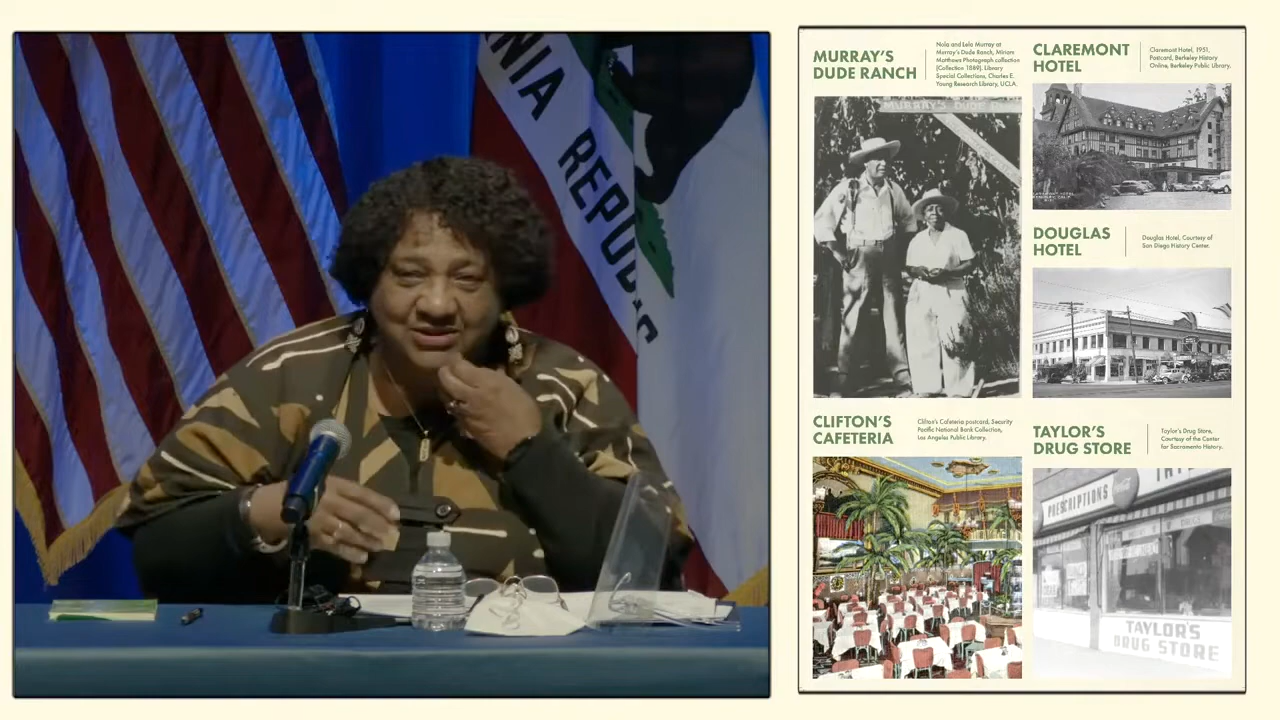 NIA REPUBLIC
MURRAY'S
DUDE RANCH
Nola and Lela Murray at
Murray's Dude Ranch, Miriam
Matthews Photograph collection
(Collection 1889), Library
Special Collections, Charles E.
Young Research Library, UCLA.
MURRAY'S DUDE
CLAREMONT
HOTEL
Claremont Hotel, 1951,
Postcard, Berkeley History
Online, Berkeley Public Library.
DOUGLAS
HOTEL
Douglas Hotel, Courtesy of
San Diego History Center.
CLIFTON'S
CAFETERIA
Clifton's Cafeteria postcard, Security
Pacific National Bank Collection,
Los Angeles Public Library.
TAYLOR'S
DRUG STORE
Taylor's Drug Store,
Courtesy of the Center
for Sacramento History.
PRESCRIPTIONS
TAYLOR'S
DRUG STORE